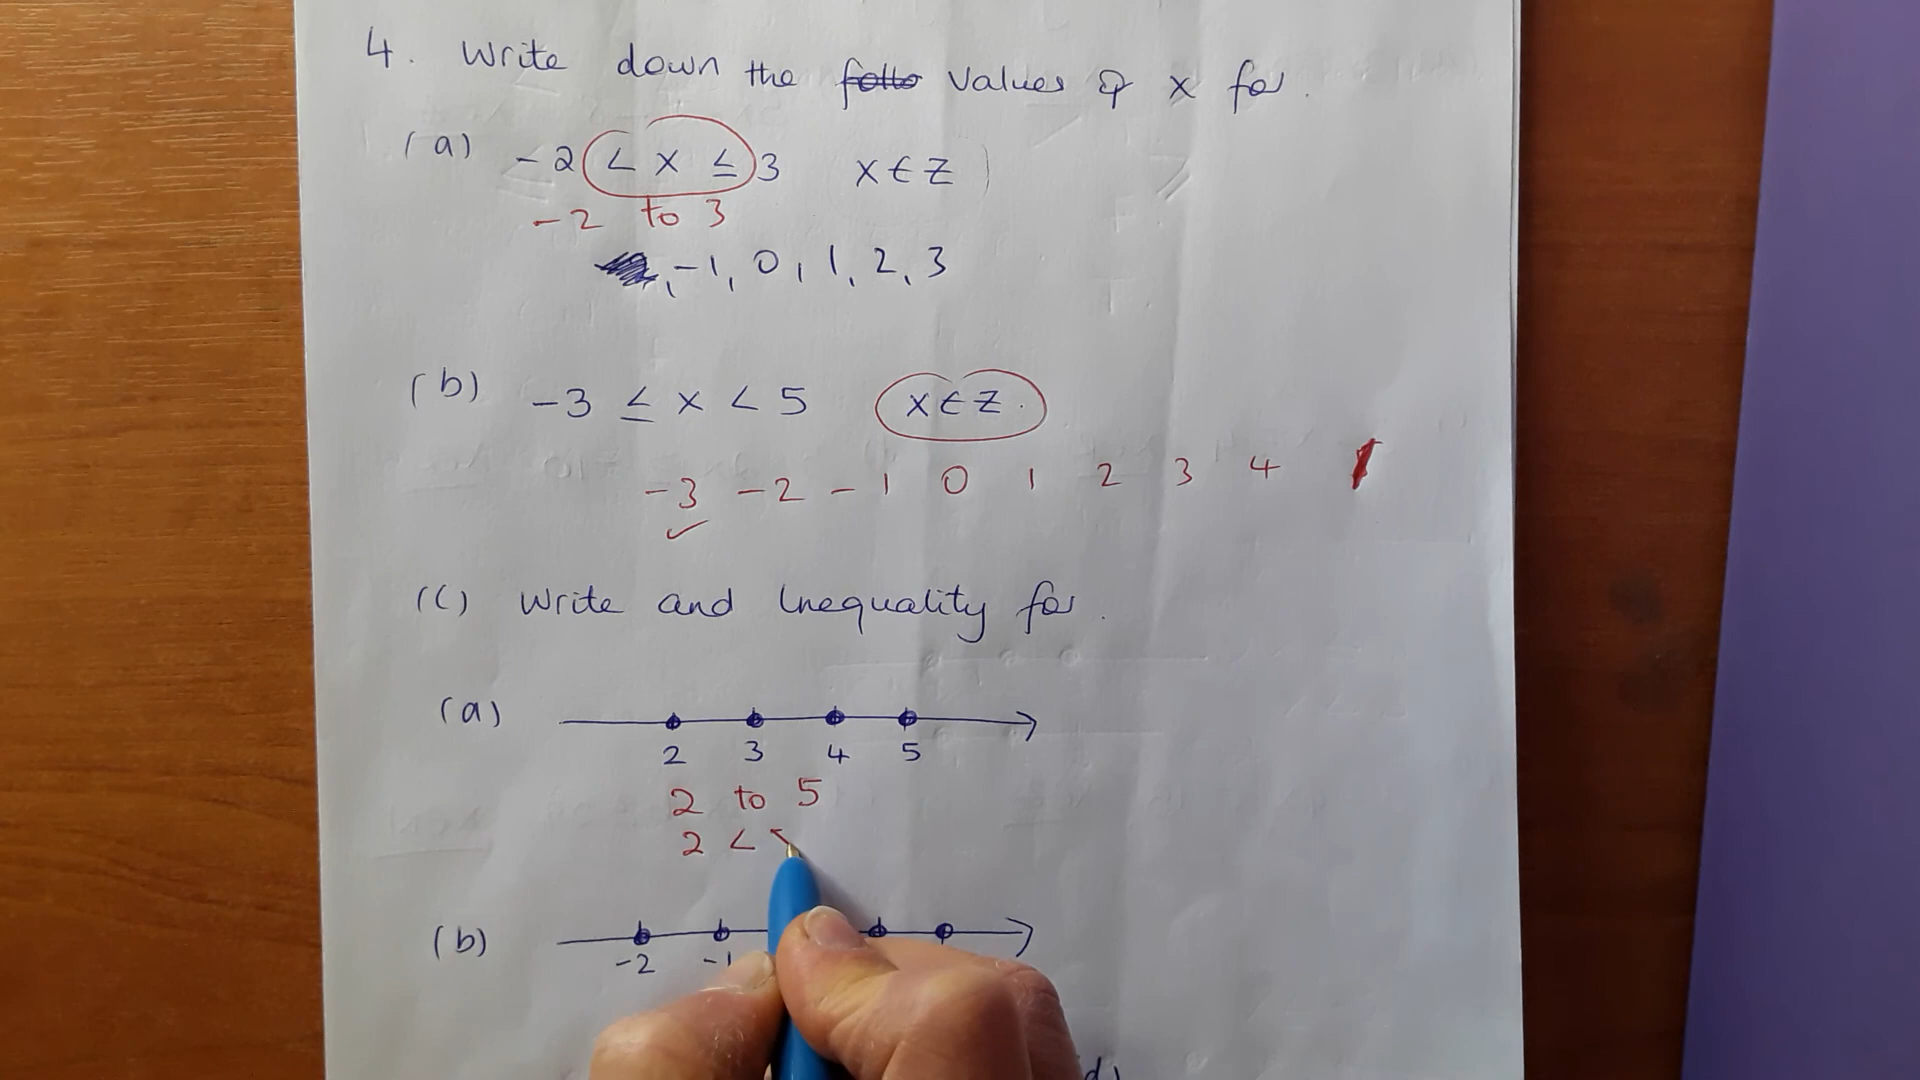 4. Write down the follo values of x for.
(a) -2 < x ≤ 3 x∈Z
-2 to 3
, -1, 0, 1, 2, 3
(b) -3 ≤ x < 5 x∈Z.
-3 -2 -1 0 1 2 3 4
(c) Write and Inequality for.
(a)
2 3 4 5
2 to 5
2 <
(b)
-2 -1